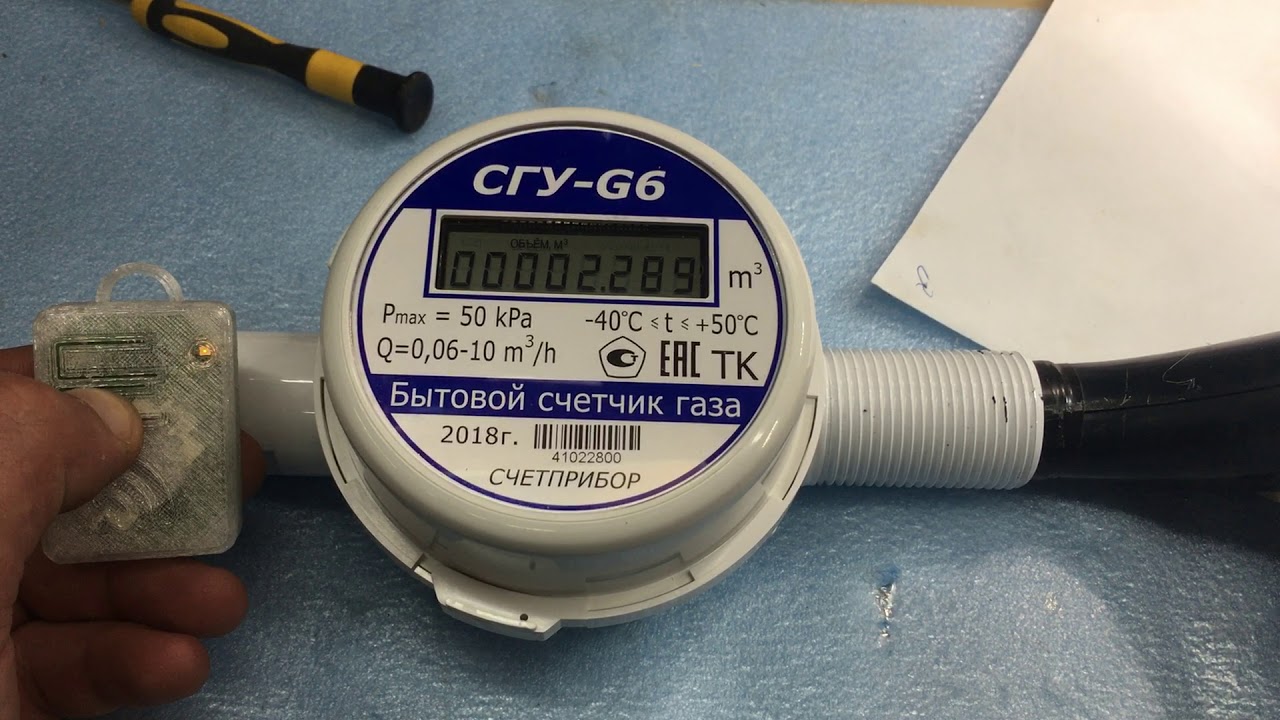 СГУ-G6
ОБЪЁМ, М³
00002.289
m³
Pmax = 50 kPa
-40°C ≤ t ≤ +50°C
Q=0,06-10 m³/h
ЕАС ТК
Бытовой счетчик газа
2018г.
41022800
СЧЕТПРИБОР